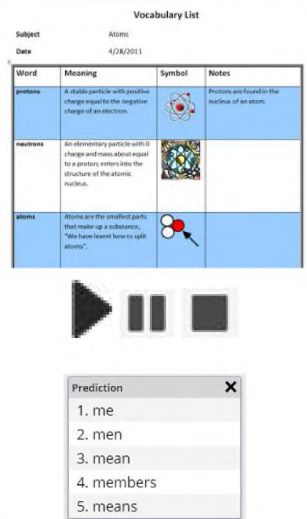 Vocabulary List
Subject Atoms
Date 4/28/2011
Word Meaning Symbol Notes
protons A stable particle with positive Protons are found in the
charge equal to the negative nucleus of an atom.
charge of an electron.
neutrons An elementary particle with 0
charge and mass about equal
to a proton; enters into the
structure of the atomic
nucleus.
atoms Atoms are the smallest parts
that make up a substance,
"We have learnt how to split
atoms".
Prediction
1. me
2. men
3. mean
4. members
5. means